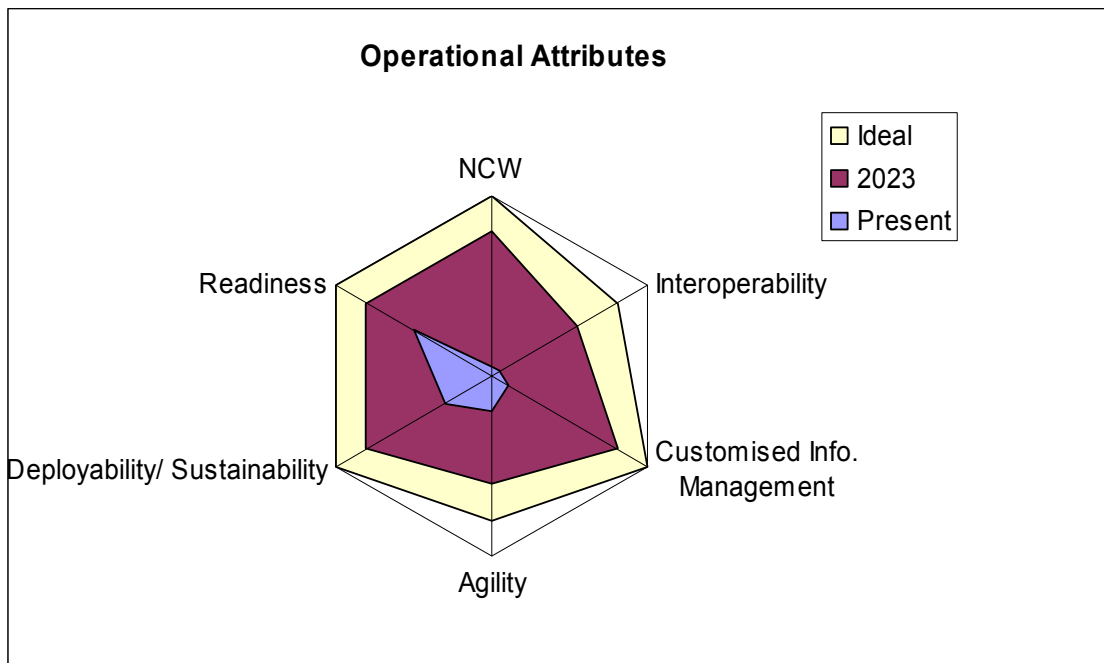 Operational Attributes
Ideal
2023
Present
NCW
Interoperability
Readiness
Customised Info.
Management
Deployability/ Sustainability
Agility